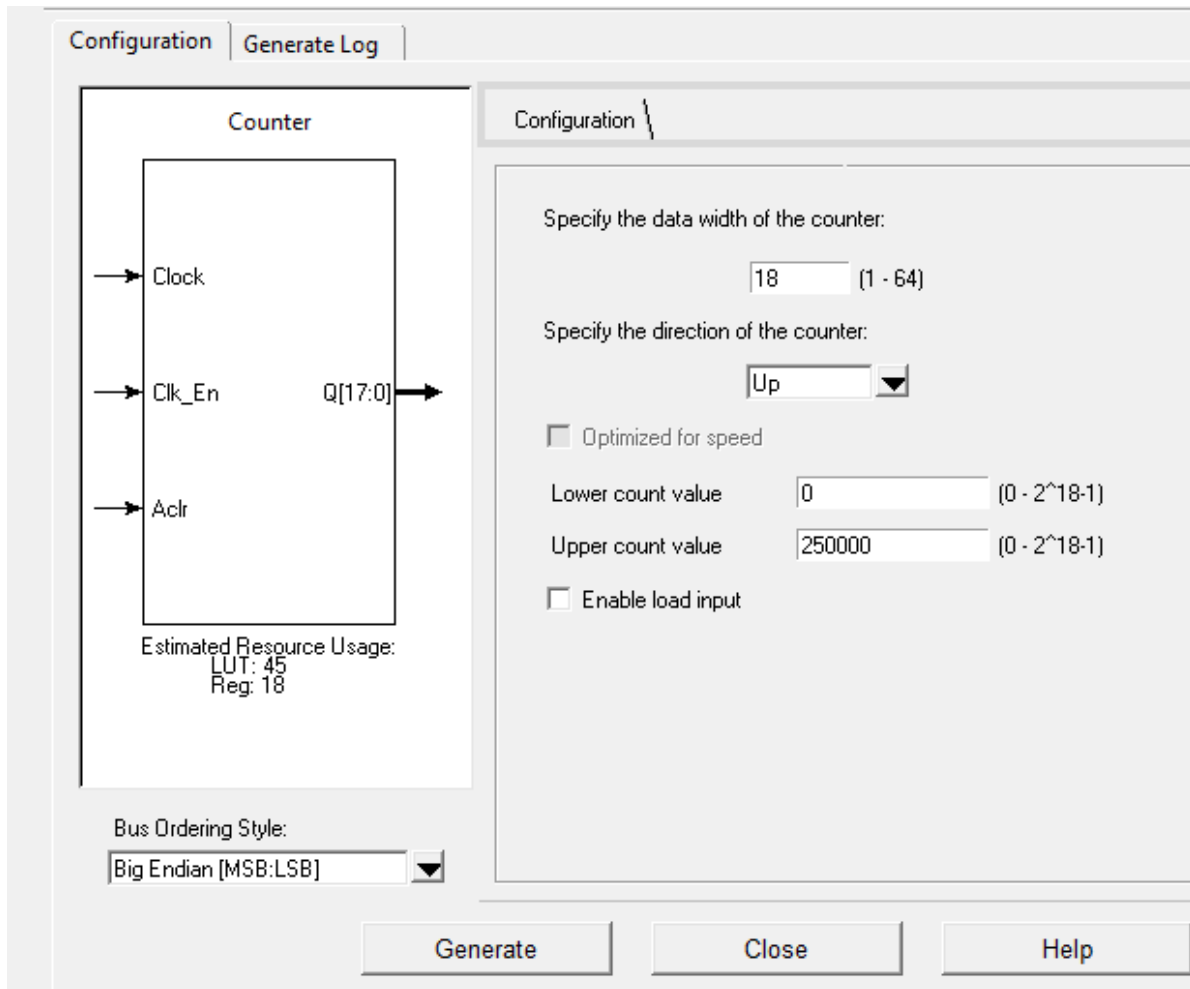 Configuration
Generate Log
Counter
Clock
Clk_En
Q[17:0]
Aclr
Estimated Resource Usage:
LUT: 45
Reg: 18
Bus Ordering Style:
Big Endian [MSB:LSB]
Configuration
Specify the data width of the counter:
18 (1 - 64)
Specify the direction of the counter:
Up
Optimized for speed
Lower count value 0 (0 - 2^18-1)
Upper count value 250000 (0 - 2^18-1)
Enable load input
Generate Close Help